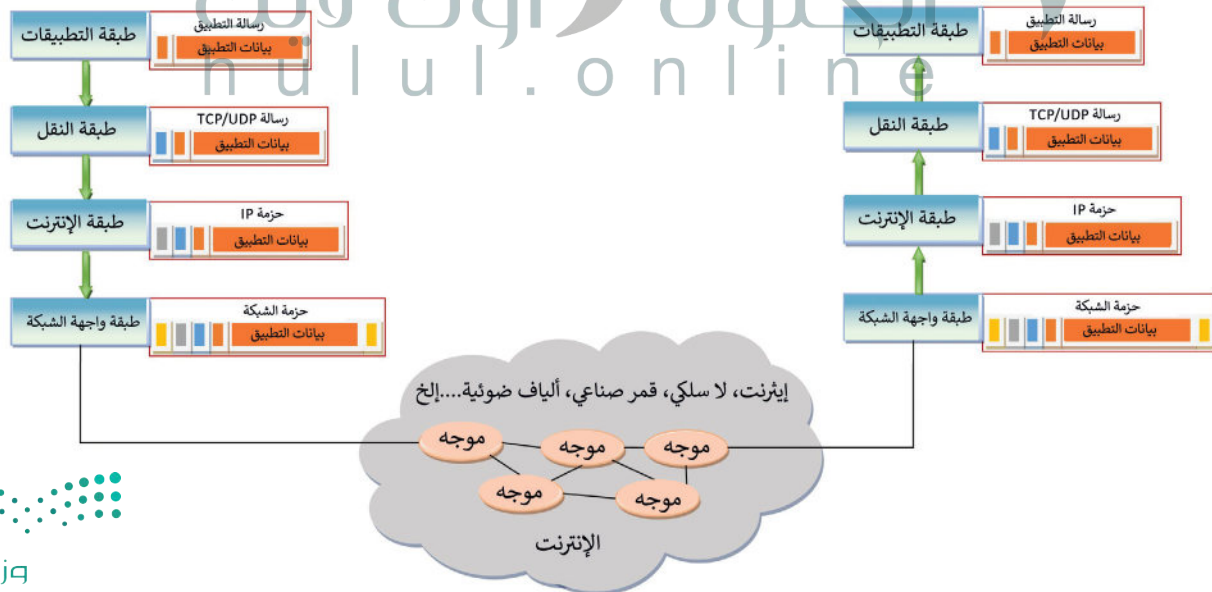 hulul.online
رسالة التطبيق
طبقة التطبيقات
بيانات التطبيق
رسالة TCP/UDP
طبقة النقل
بيانات التطبيق
حزمة IP
طبقة الإنترنت
بيانات التطبيق
حزمة الشبكة
طبقة واجهة الشبكة
بيانات التطبيق
رسالة التطبيق
طبقة التطبيقات
بيانات التطبيق
رسالة TCP/UDP
طبقة النقل
بيانات التطبيق
حزمة IP
طبقة الإنترنت
بيانات التطبيق
حزمة الشبكة
طبقة واجهة الشبكة
بيانات التطبيق
إيثرنت، لا سلكي، قمر صناعي، ألياف ضوئية....إلخ
موجه
موجه
موجه
موجه
موجه
الإنترنت